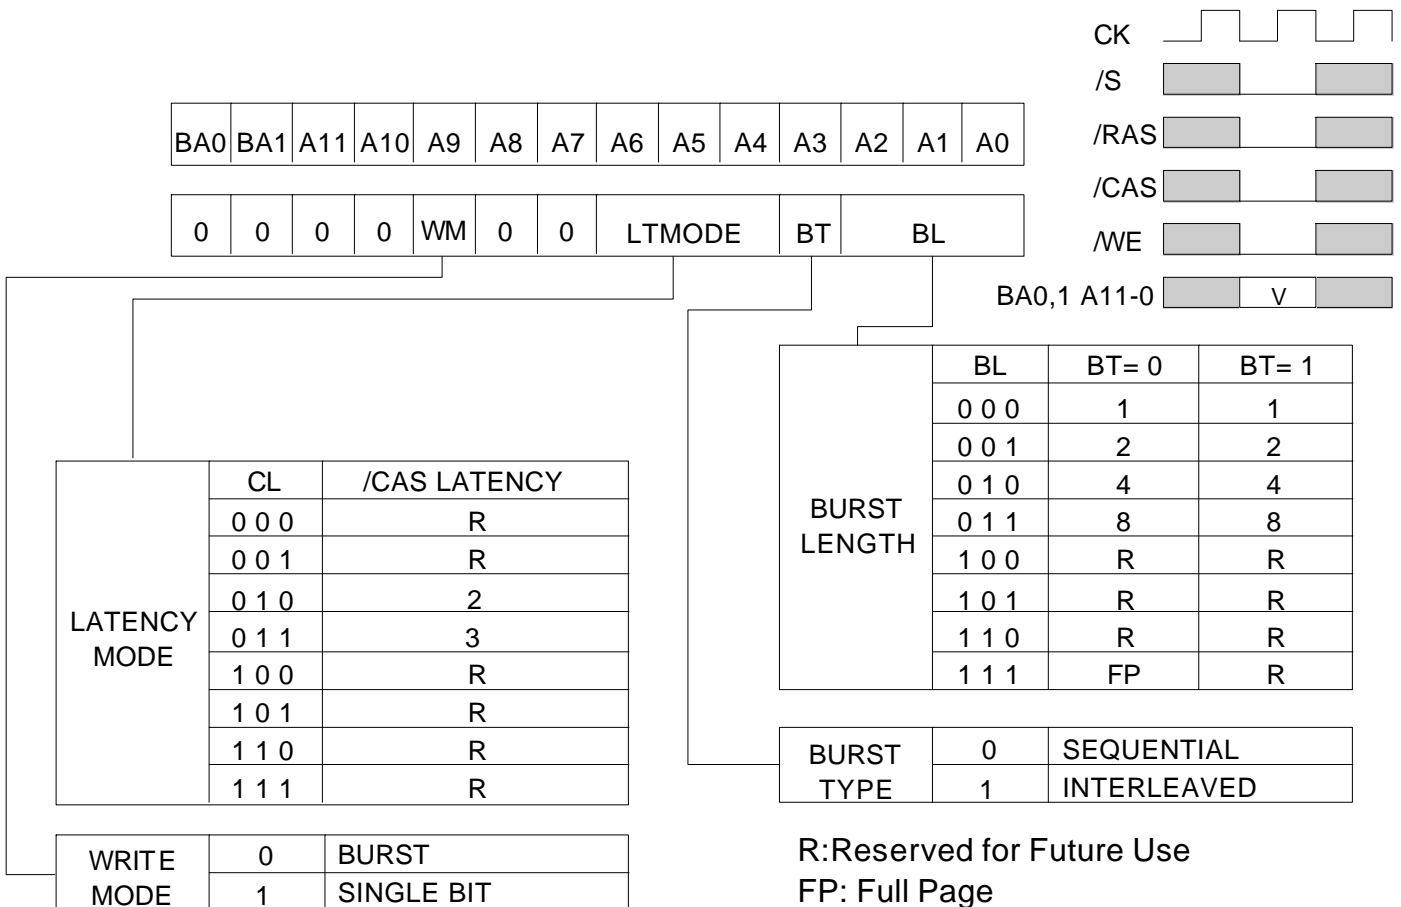 CK
/S
/RAS
/CAS
/WE
BA0,1 A11-0 V
BA0 BA1 A11 A10 A9 A8 A7 A6 A5 A4 A3 A2 A1 A0
0 0 0 0 WM 0 0 LTMODE BT BL
BL BT= 0 BT= 1
0 0 0 1 1
0 0 1 2 2
0 1 0 4 4
0 1 1 8 8
1 0 0 R R
1 0 1 R R
1 1 0 R R
1 1 1 FP R
BURST
LENGTH
CL /CAS LATENCY
0 0 0 R
0 0 1 R
0 1 0 2
0 1 1 3
1 0 0 R
1 0 1 R
1 1 0 R
1 1 1 R
LATENCY
MODE
BURST
TYPE
0 SEQUENTIAL
1 INTERLEAVED
WRITE
MODE
0 BURST
1 SINGLE BIT
R:Reserved for Future Use
FP: Full Page